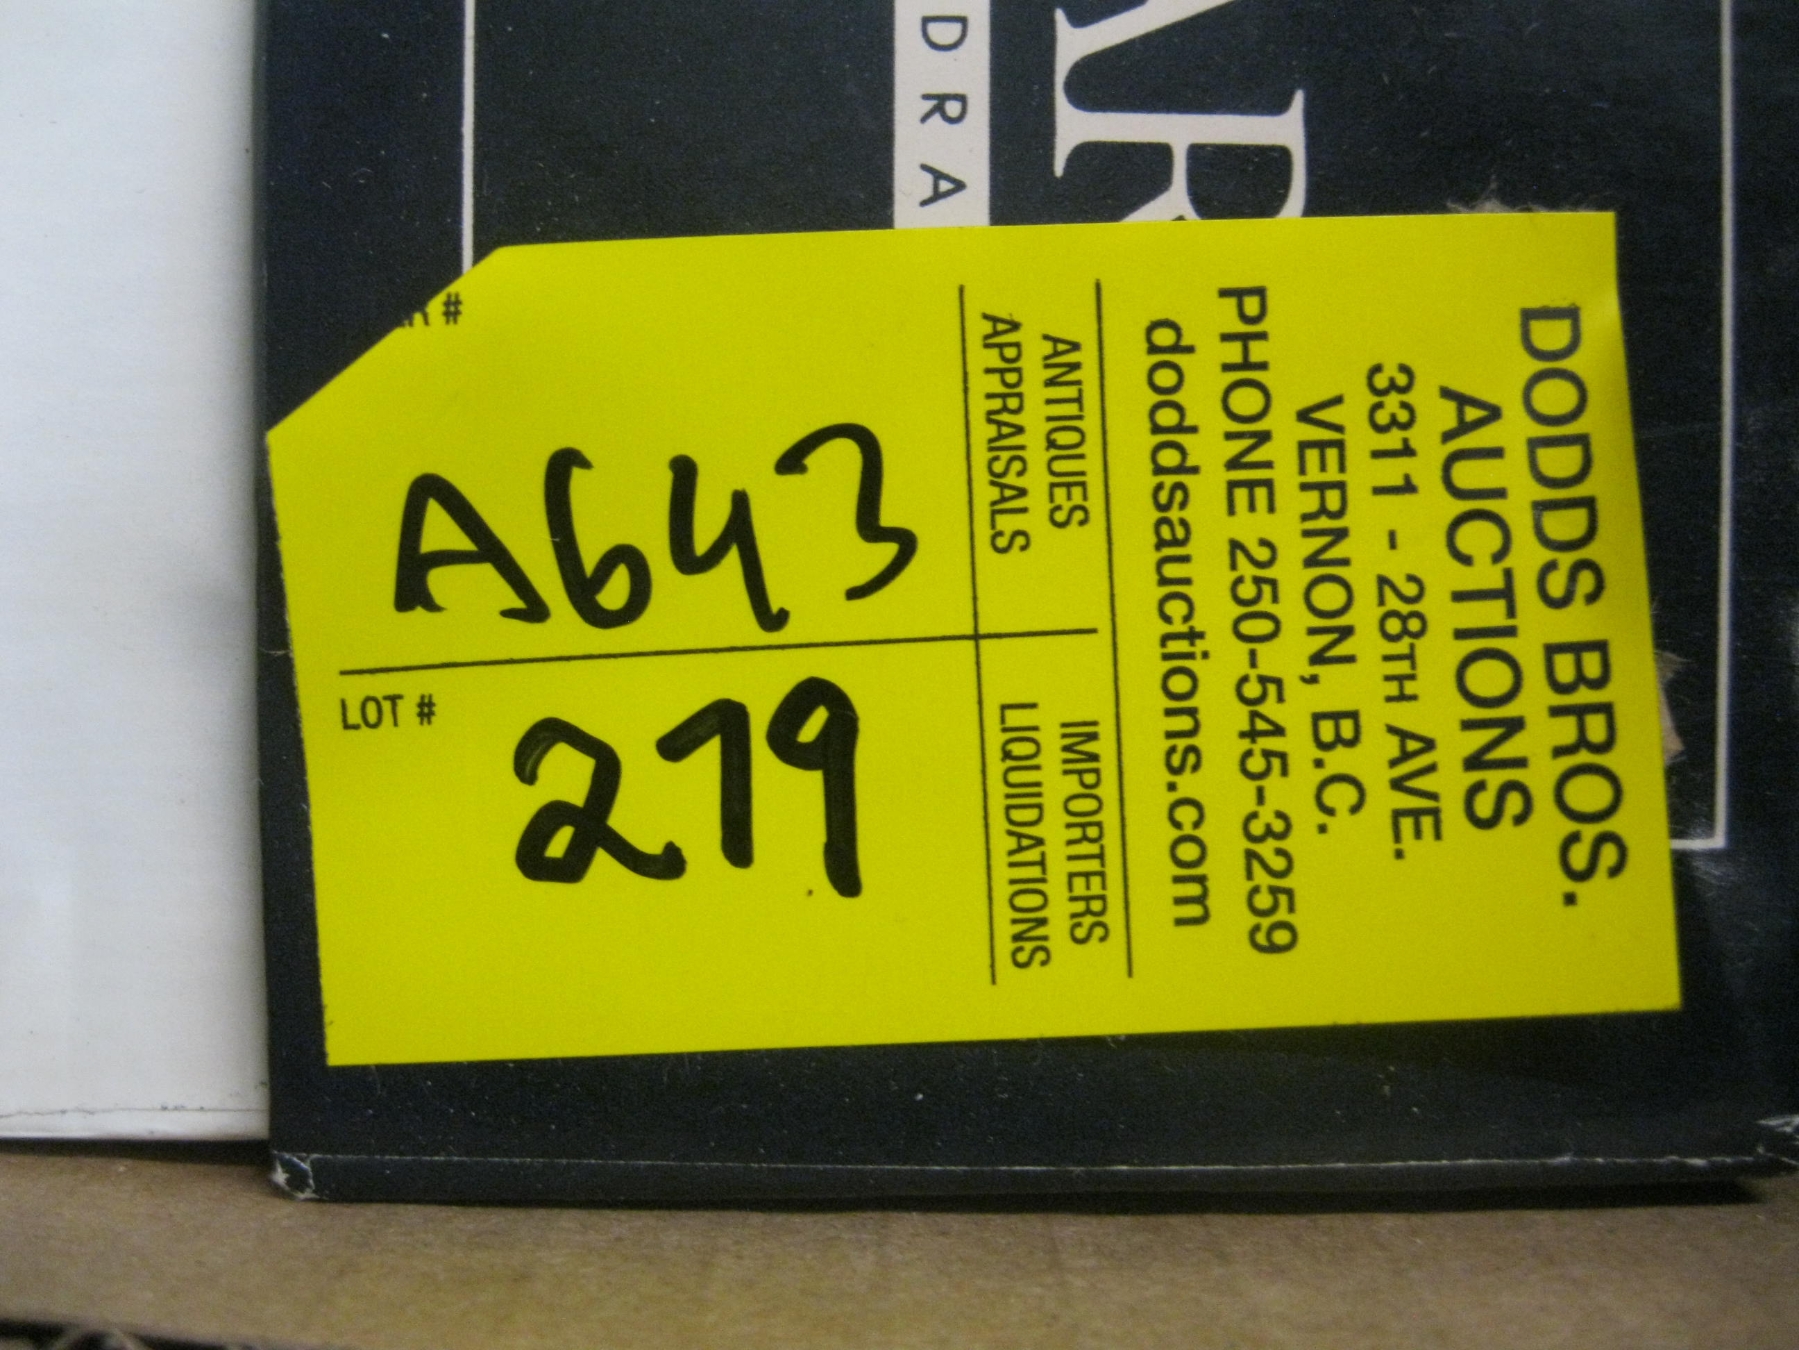 DODDS BROS.
AUCTIONS
3311 - 28TH AVE.
VERNON, B.C.
PHONE 250-545-3259
doddsauctions.com
ANTIQUES
APPRAISALS
IMPORTERS
LIQUIDATIONS
A643
#
LOT #
279
AR
DRA